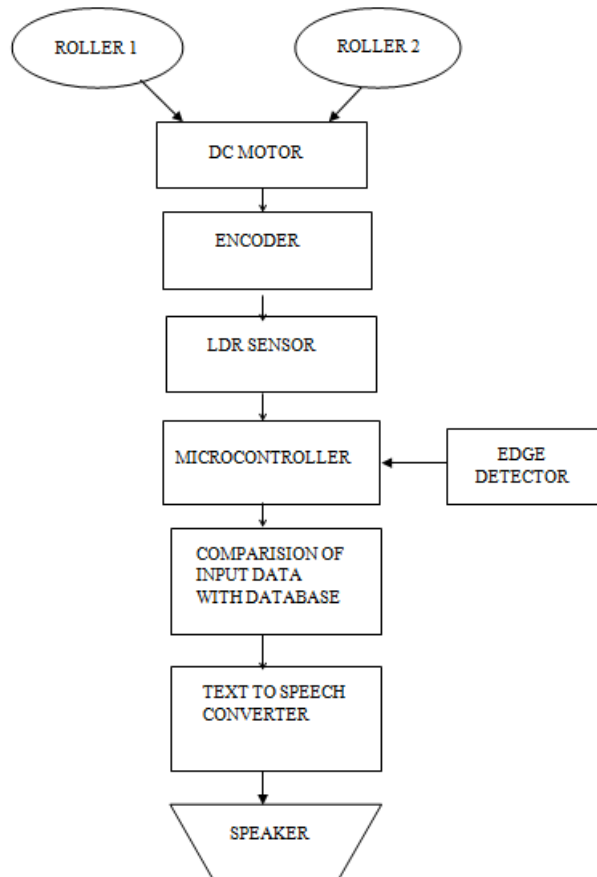 ROLLER 1
ROLLER 2
DC MOTOR
ENCODER
LDR SENSOR
MICROCONTROLLER
EDGE
DETECTOR
COMPARISION OF
INPUT DATA
WITH DATABASE
TEXT TO SPEECH
CONVERTER
SPEAKER